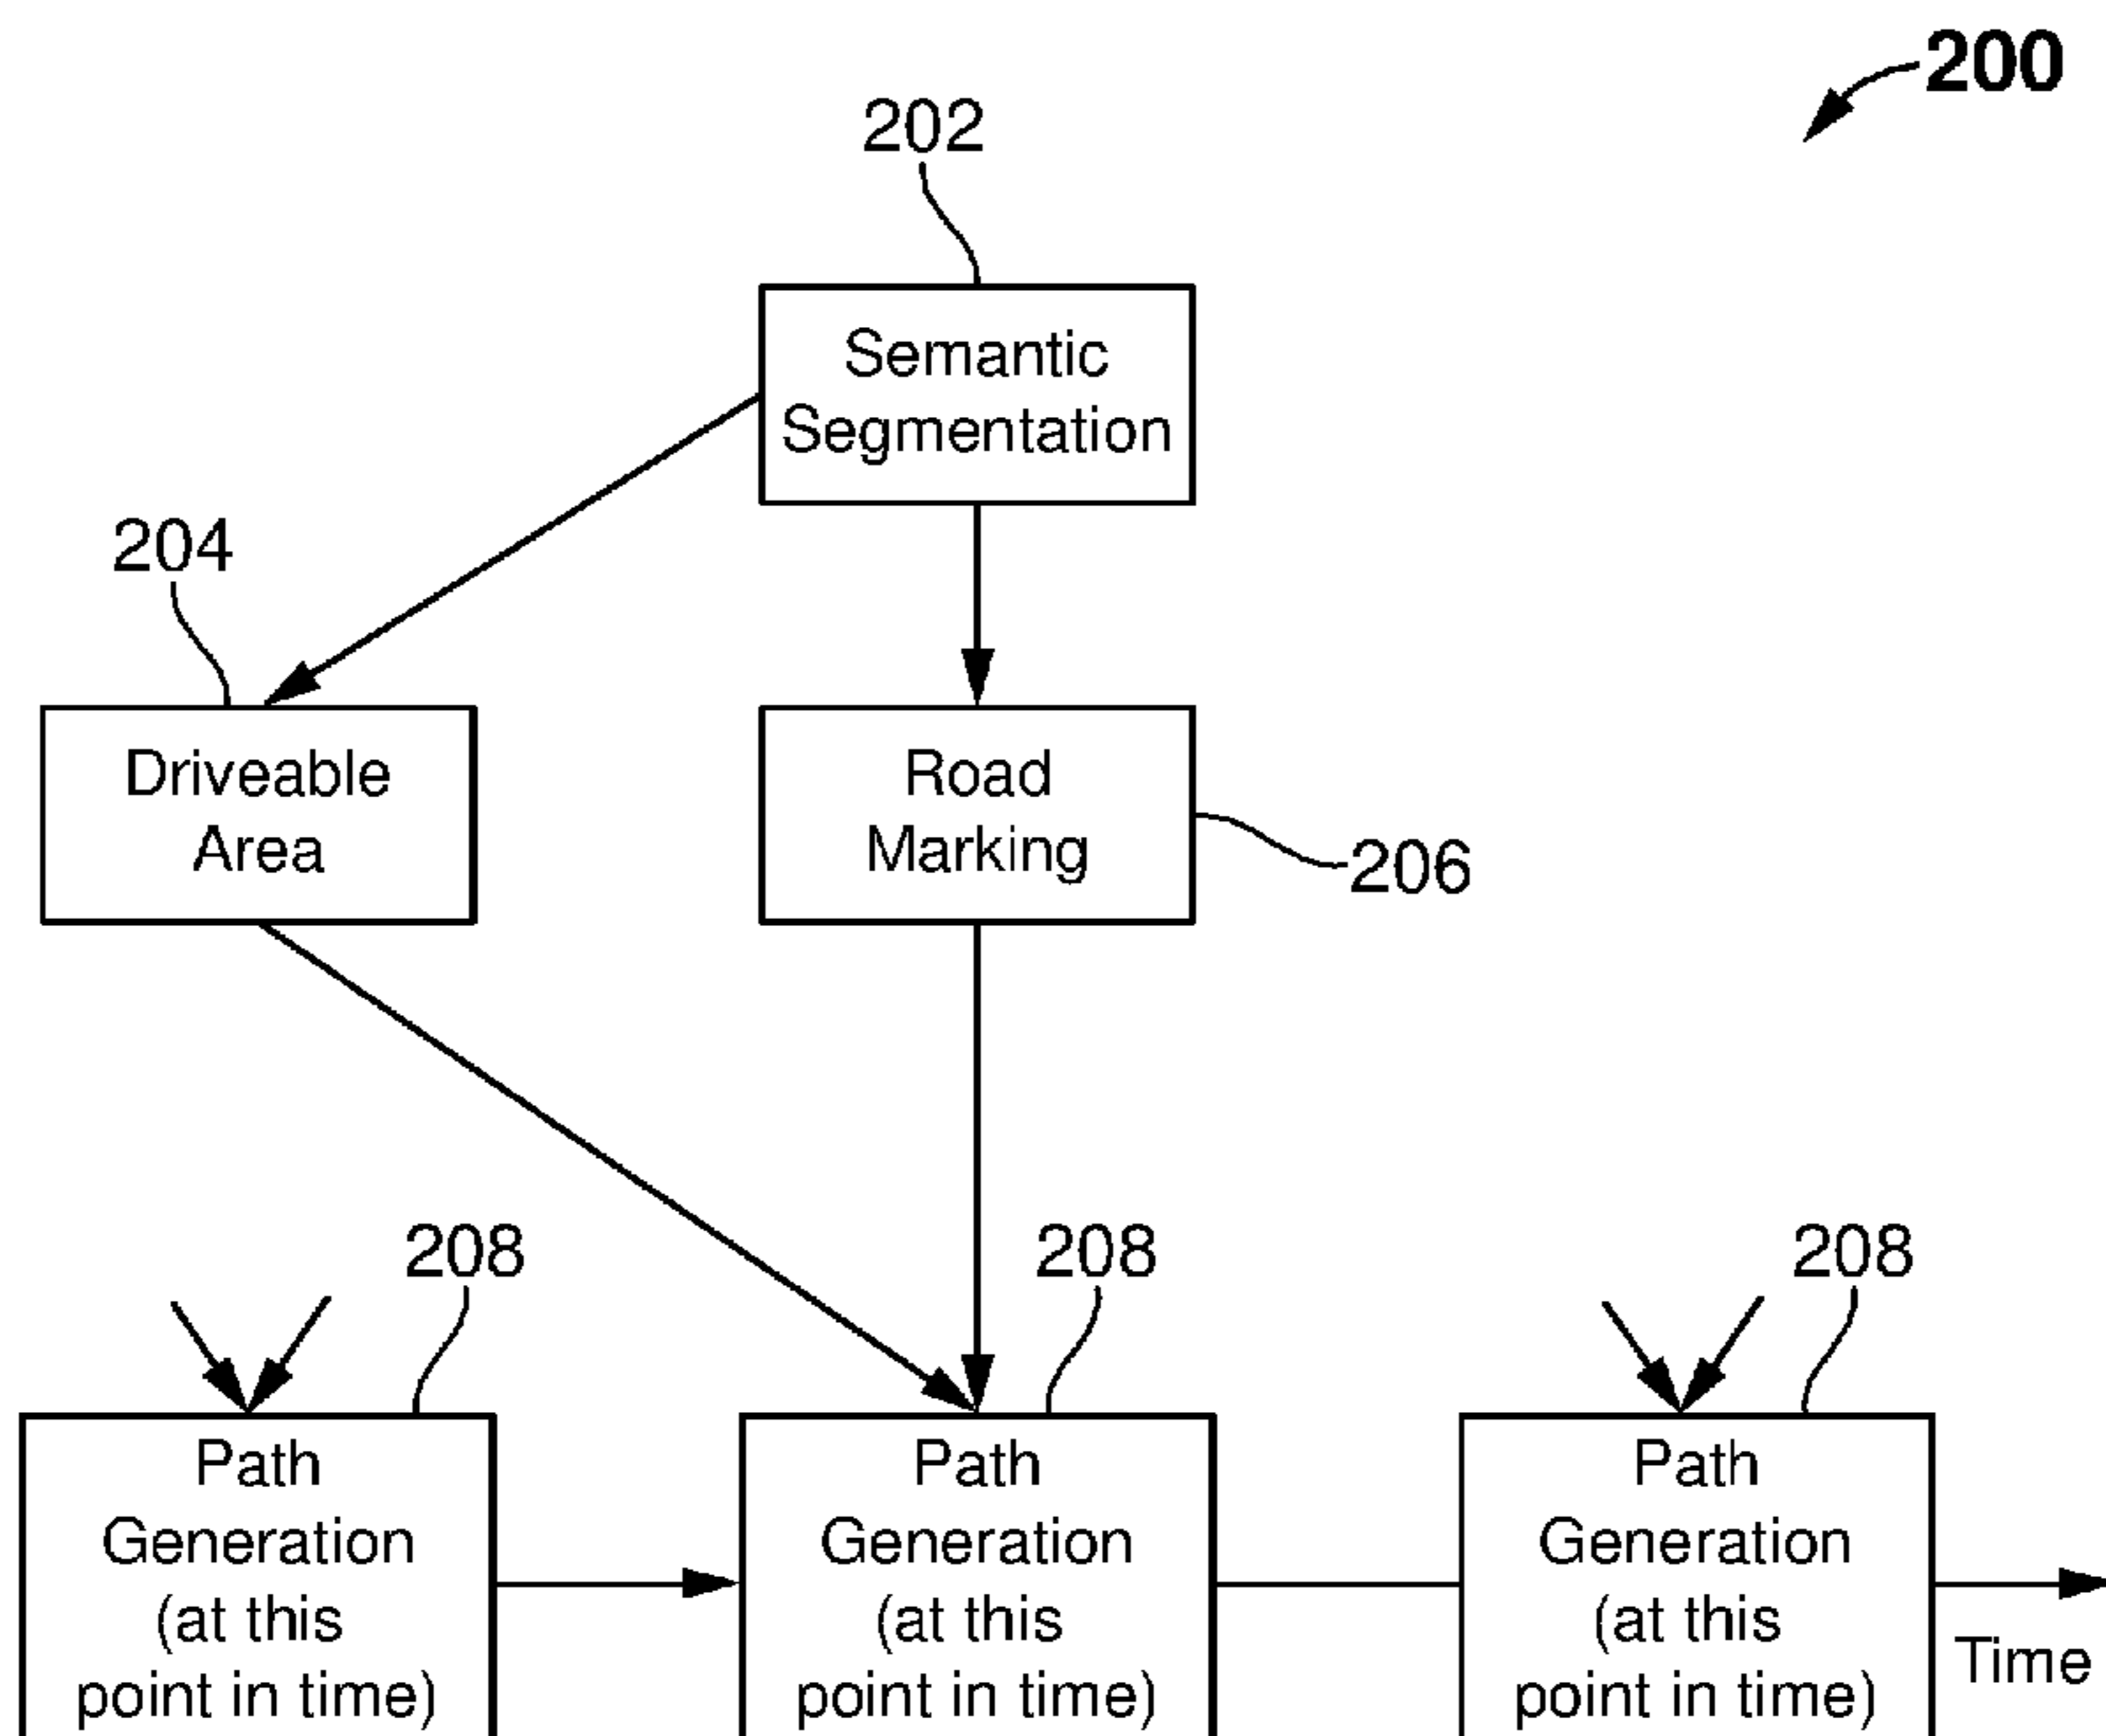 200
202
Semantic
Segmentation
204
Driveable
Area
Road
Marking
206
208
208
208
Path
Generation
(at this
point in time)
Path
Generation
(at this
point in time)
Path
Generation
(at this
point in time)
Time